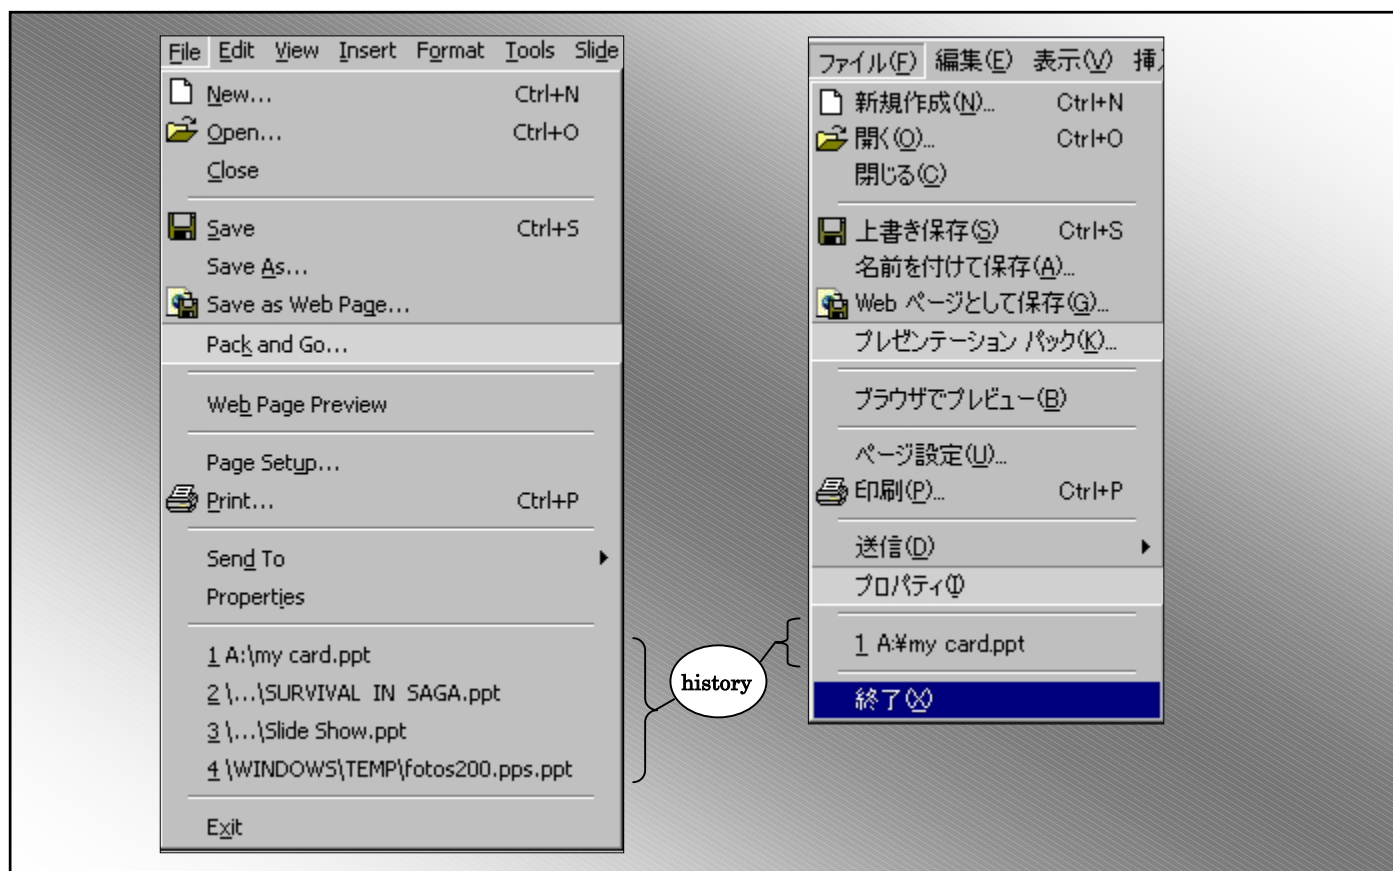 File Edit View Insert Format Tools Slide
New... Ctrl+N
Open... Ctrl+O
Close
Save Ctrl+S
Save As...
Save as Web Page...
Pack and Go...
Web Page Preview
Page Setup...
Print... Ctrl+P
Send To
Properties
1 A:\my card.ppt
2 \...\SURVIVAL IN SAGA.ppt
3 \...\Slide Show.ppt
4 \WINDOWS\TEMP\fotos200.pps.ppt
Exit
history
ファイル(F) 編集(E) 表示(V) 挿
新規作成(N)... Ctrl+N
開く(O)... Ctrl+O
閉じる(C)
上書き保存(S) Ctrl+S
名前を付けて保存(A)...
Web ページとして保存(G)...
プレゼンテーション パック(K)...
ブラウザでプレビュー(B)
ページ設定(U)...
印刷(P)... Ctrl+P
送信(D)
プロパティ(I)
1 A:¥my card.ppt
終了(X)